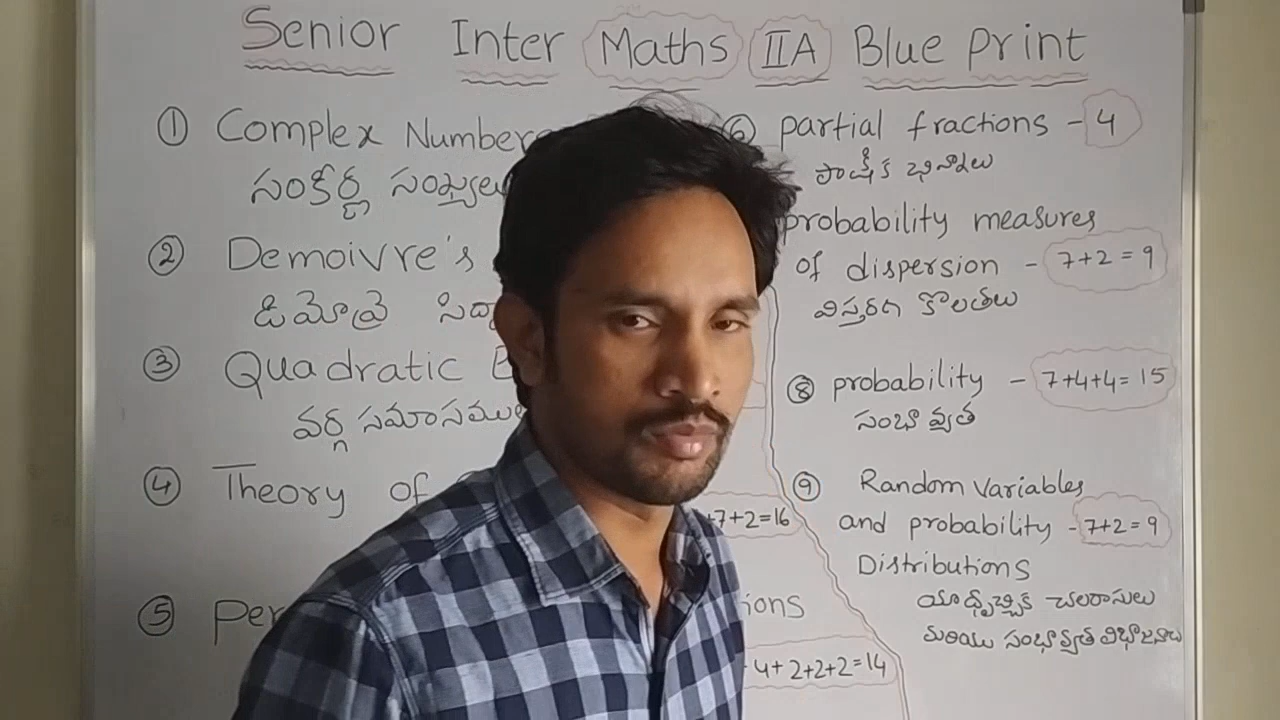 Senior Inter Maths IIA Blue Print
① Complex Number
సంకీర్ణ సంఖ్యలు
② Demoivre's
డిమోవ్రె
③ Quadratic
వర్గ సమాసములు
④ Theory of
+7+2=16
⑤ Per
ions
4+2+2+2=14
⑥ partial fractions - 4
పాక్షిక భిన్నాలు
probability measures
of dispersion - 7+2=9
విస్తరణ కొలతలు
⑧ probability - 7+4+4=15
సంభావ్యత
⑨ Random Variables
and probability - 7+2=9
Distributions
యాదృచ్ఛిక చలరాశులు
మరియు సంభావ్యత విభాజనాలు